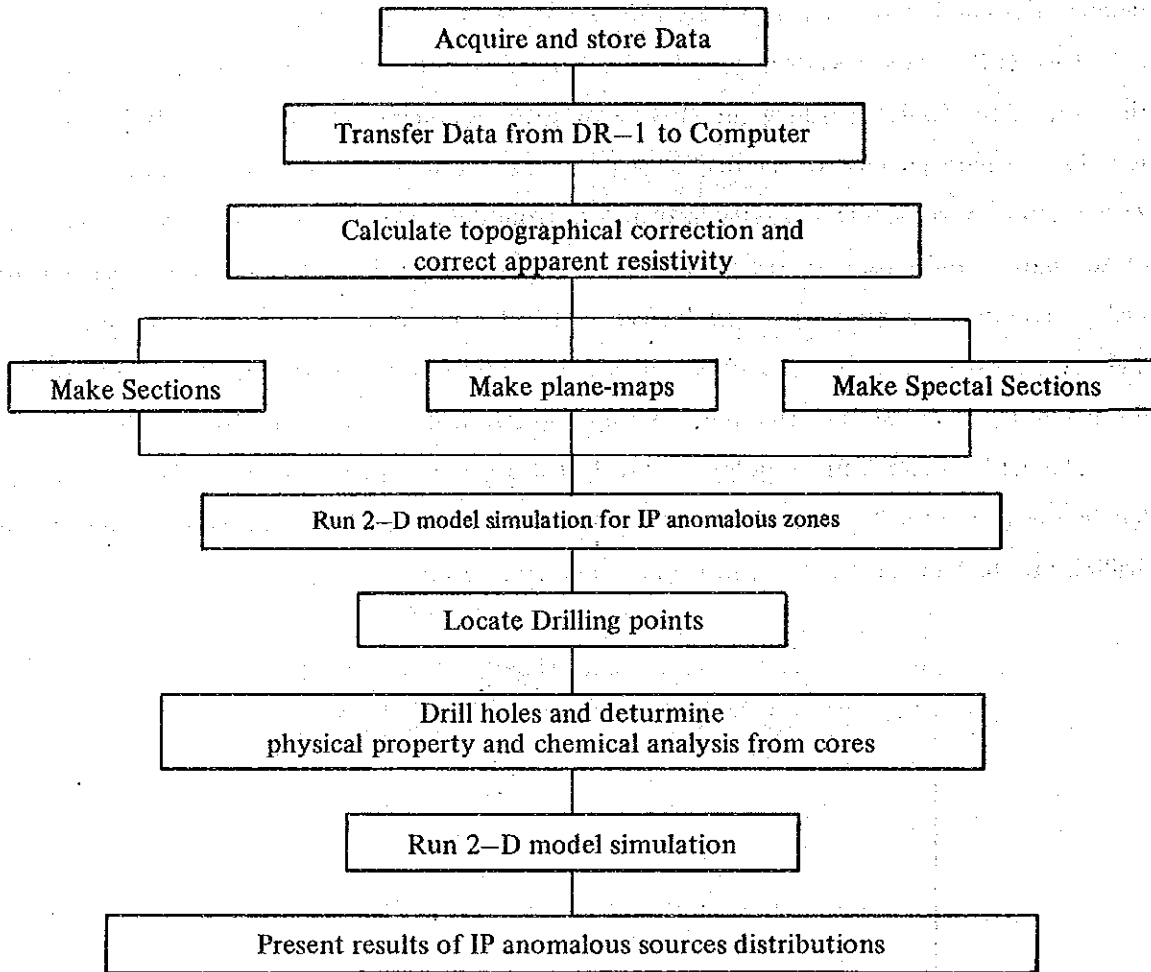 Acquire and store Data
Transfer Data from DR–1 to Computer
Calculate topographical correction and
correct apparent resistivity
Make Sections
Make plane-maps
Make Spectal Sections
Run 2–D model simulation for IP anomalous zones
Locate Drilling points
Drill holes and deturmine
physical property and chemical analysis from cores
Run 2–D model simulation
Present results of IP anomalous sources distributions